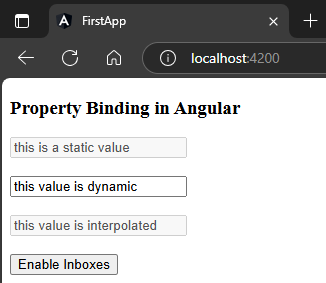 FirstApp
localhost:4200
Property Binding in Angular
this is a static value
this value is dynamic
this value is interpolated
Enable Inboxes